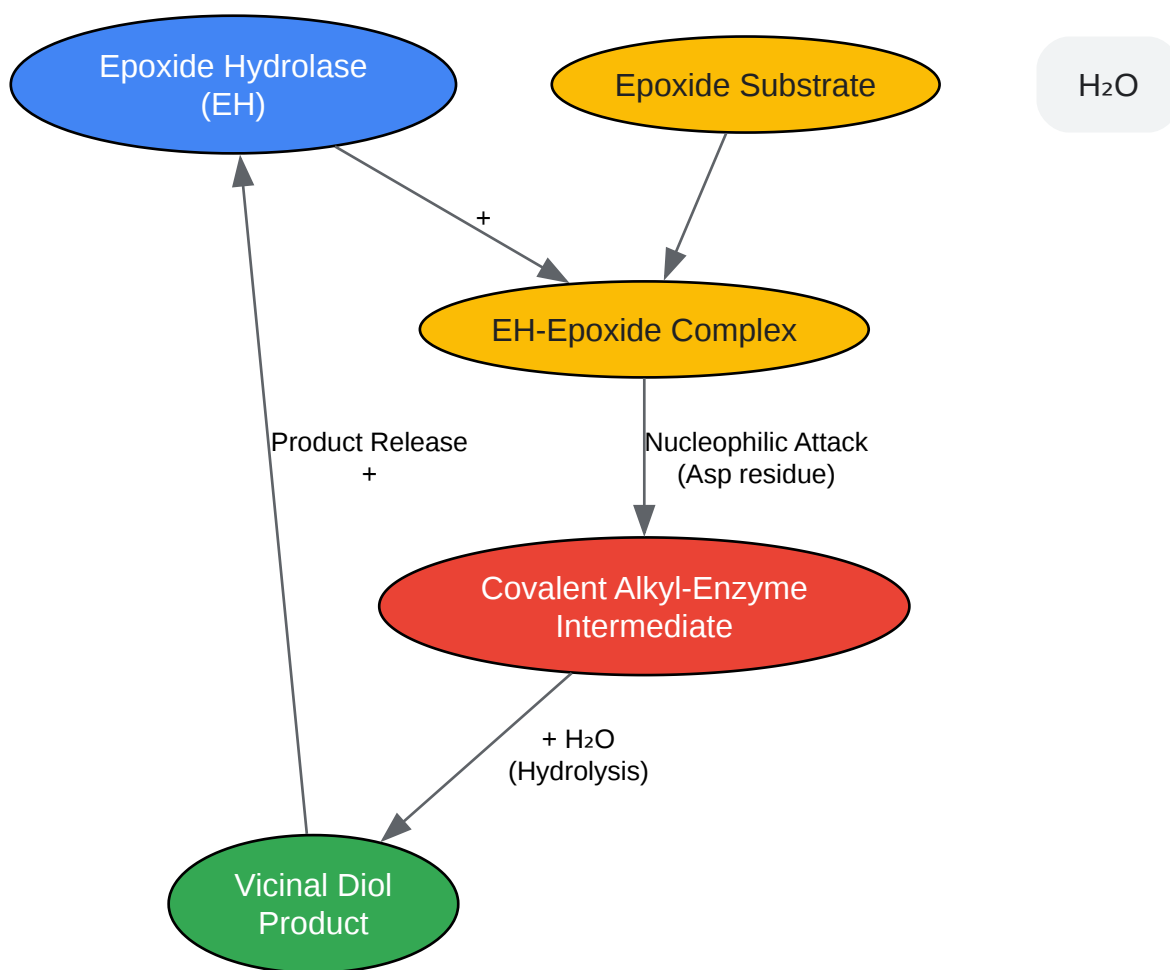 Epoxide Hydrolase
(EH)
Epoxide Substrate
H₂O
+
EH-Epoxide Complex
Product Release
+
Nucleophilic Attack
(Asp residue)
Covalent Alkyl-Enzyme
Intermediate
+ H₂O
(Hydrolysis)
Vicinal Diol
Product